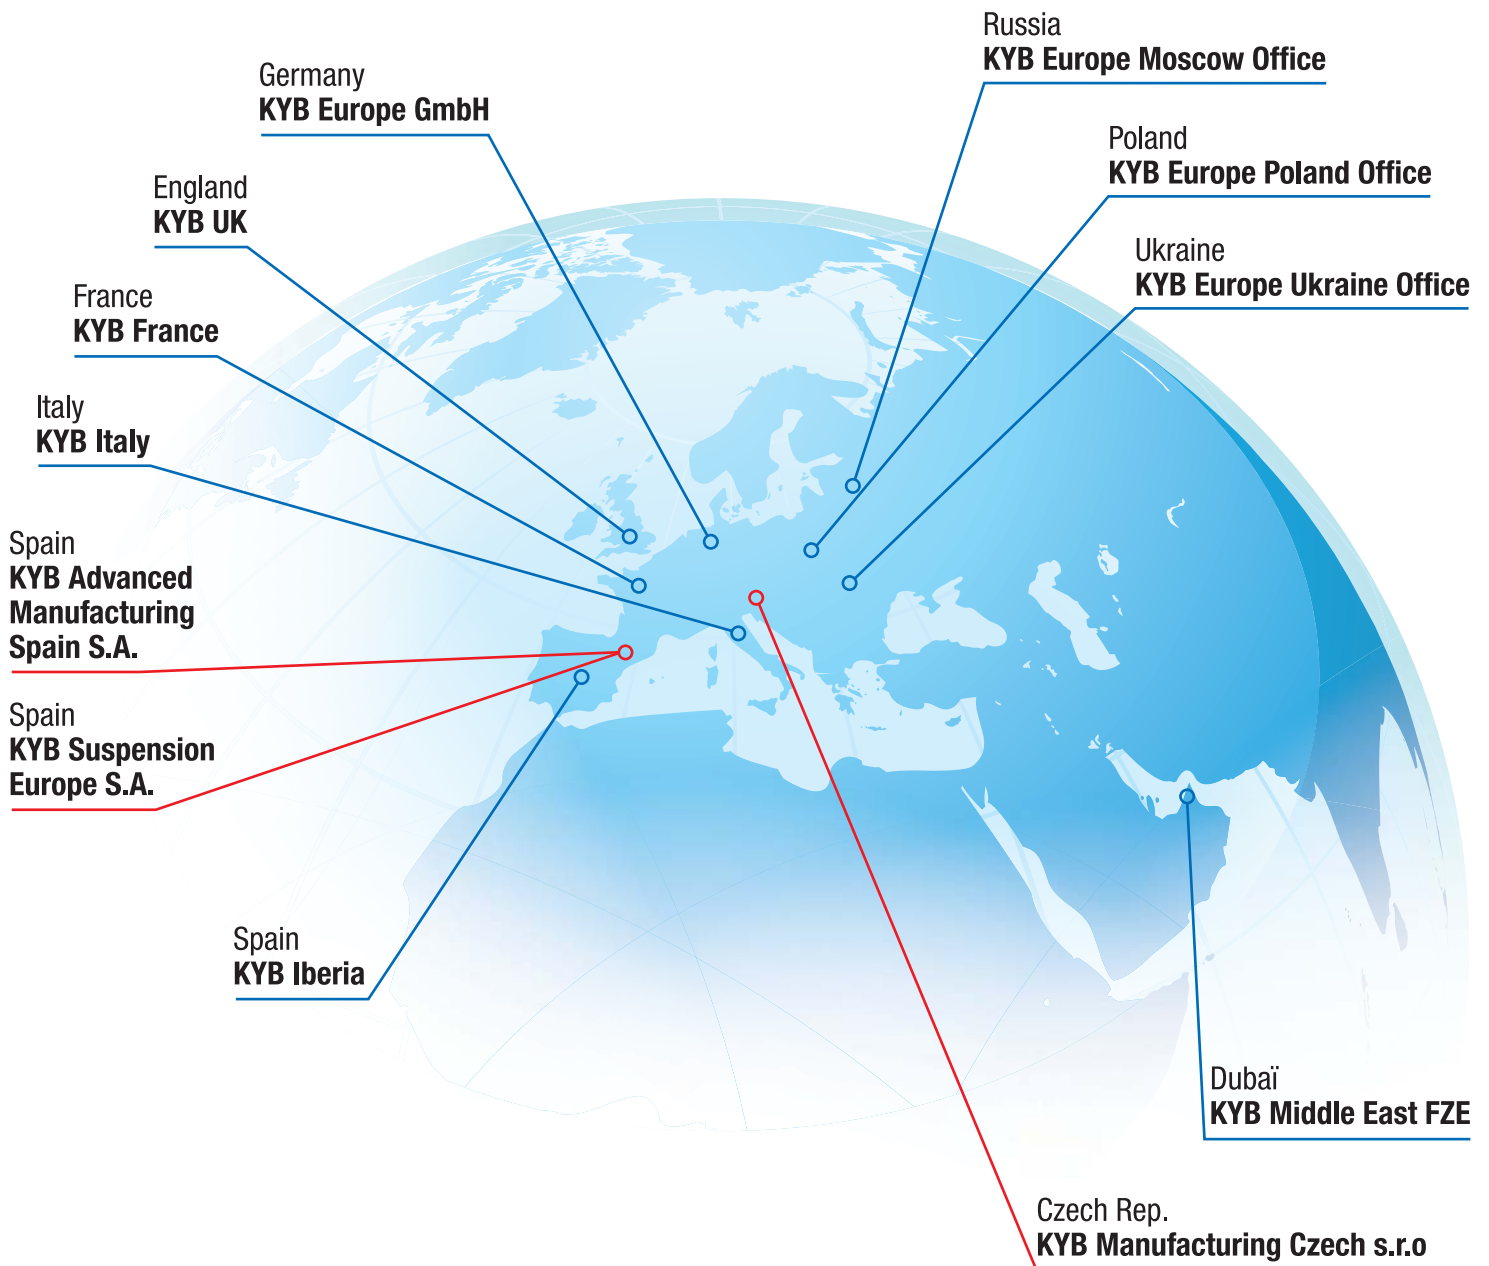 Russia
KYB Europe Moscow Office
Germany
KYB Europe GmbH
Poland
KYB Europe Poland Office
England
KYB UK
Ukraine
KYB Europe Ukraine Office
France
KYB France
Italy
KYB Italy
Spain
KYB Advanced
Manufacturing
Spain S.A.
Spain
KYB Suspension
Europe S.A.
Spain
KYB Iberia
Dubaï
KYB Middle East FZE
Czech Rep.
KYB Manufacturing Czech s.r.o